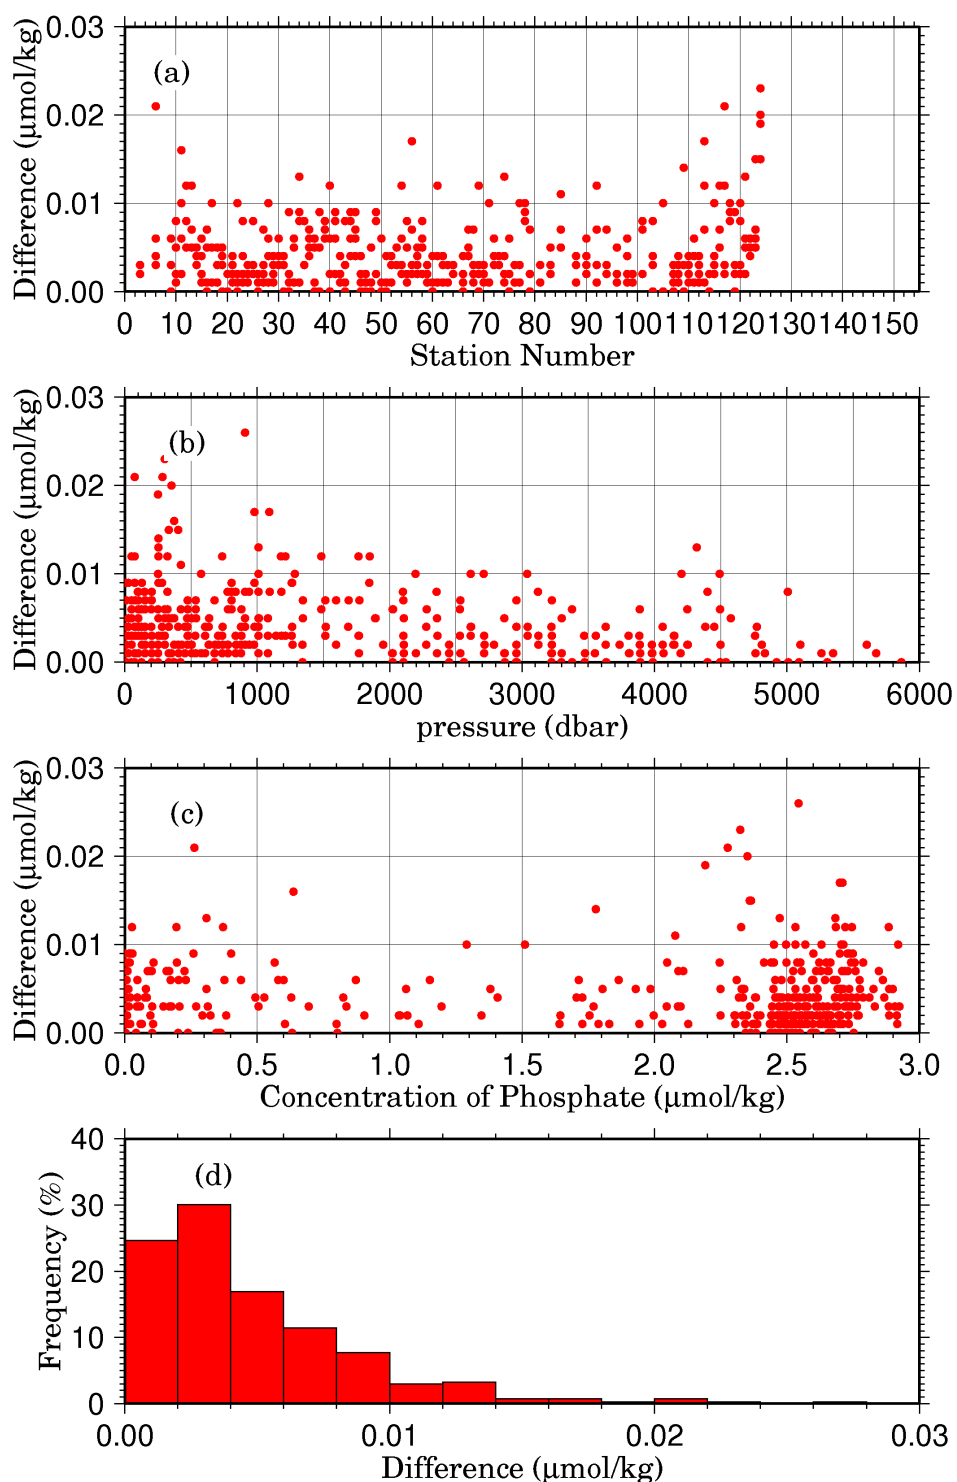 0.03
0.02
0.01
0.00
Difference (µmol/kg)
(a)
0 10 20 30 40 50 60 70 80 90 100 110 120 130 140 150
Station Number
0.03
0.02
0.01
0.00
Difference (µmol/kg)
(b)
0 1000 2000 3000 4000 5000 6000
pressure (dbar)
0.03
0.02
0.01
0.00
Difference (µmol/kg)
(c)
0.0 0.5 1.0 1.5 2.0 2.5 3.0
Concentration of Phosphate (µmol/kg)
40
30
20
10
0
Frequency (%)
(d)
0.00 0.01 0.02 0.03
Difference (µmol/kg)